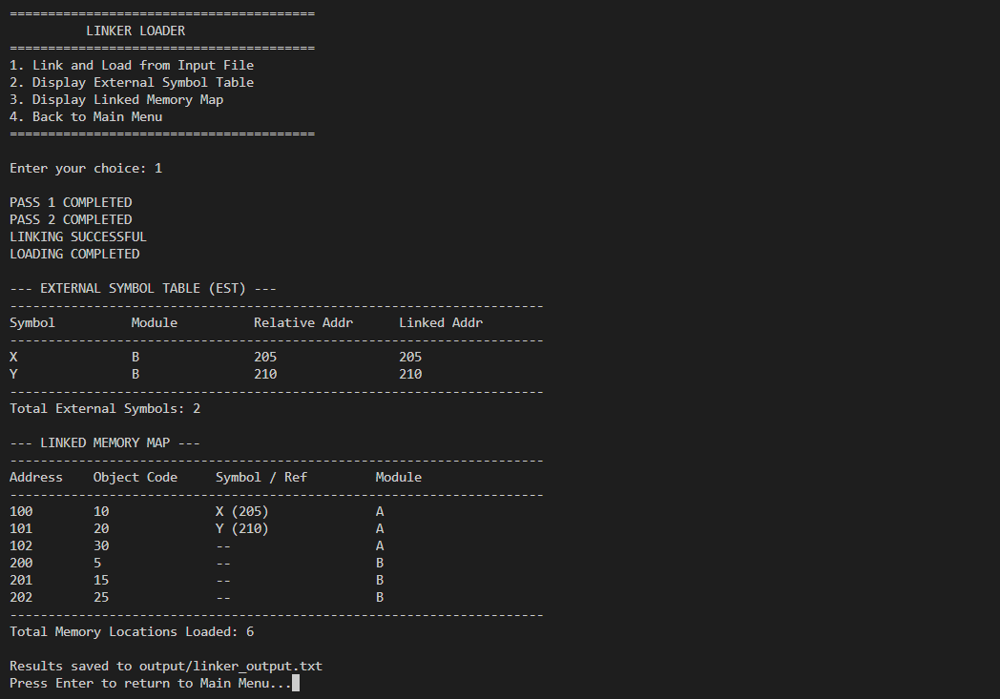 ========================================
LINKER LOADER
========================================
1. Link and Load from Input File
2. Display External Symbol Table
3. Display Linked Memory Map
4. Back to Main Menu
========================================
Enter your choice: 1
PASS 1 COMPLETED
PASS 2 COMPLETED
LINKING SUCCESSFUL
LOADING COMPLETED
--- EXTERNAL SYMBOL TABLE (EST) ---
----------------------------------------------------------------------
Symbol Module Relative Addr Linked Addr
----------------------------------------------------------------------
X B 205 205
Y B 210 210
----------------------------------------------------------------------
Total External Symbols: 2
--- LINKED MEMORY MAP ---
----------------------------------------------------------------------
Address Object Code Symbol / Ref Module
----------------------------------------------------------------------
100 10 X (205) A
101 20 Y (210) A
102 30 -- A
200 5 -- B
201 15 -- B
202 25 -- B
----------------------------------------------------------------------
Total Memory Locations Loaded: 6
Results saved to output/linker_output.txt
Press Enter to return to Main Menu...